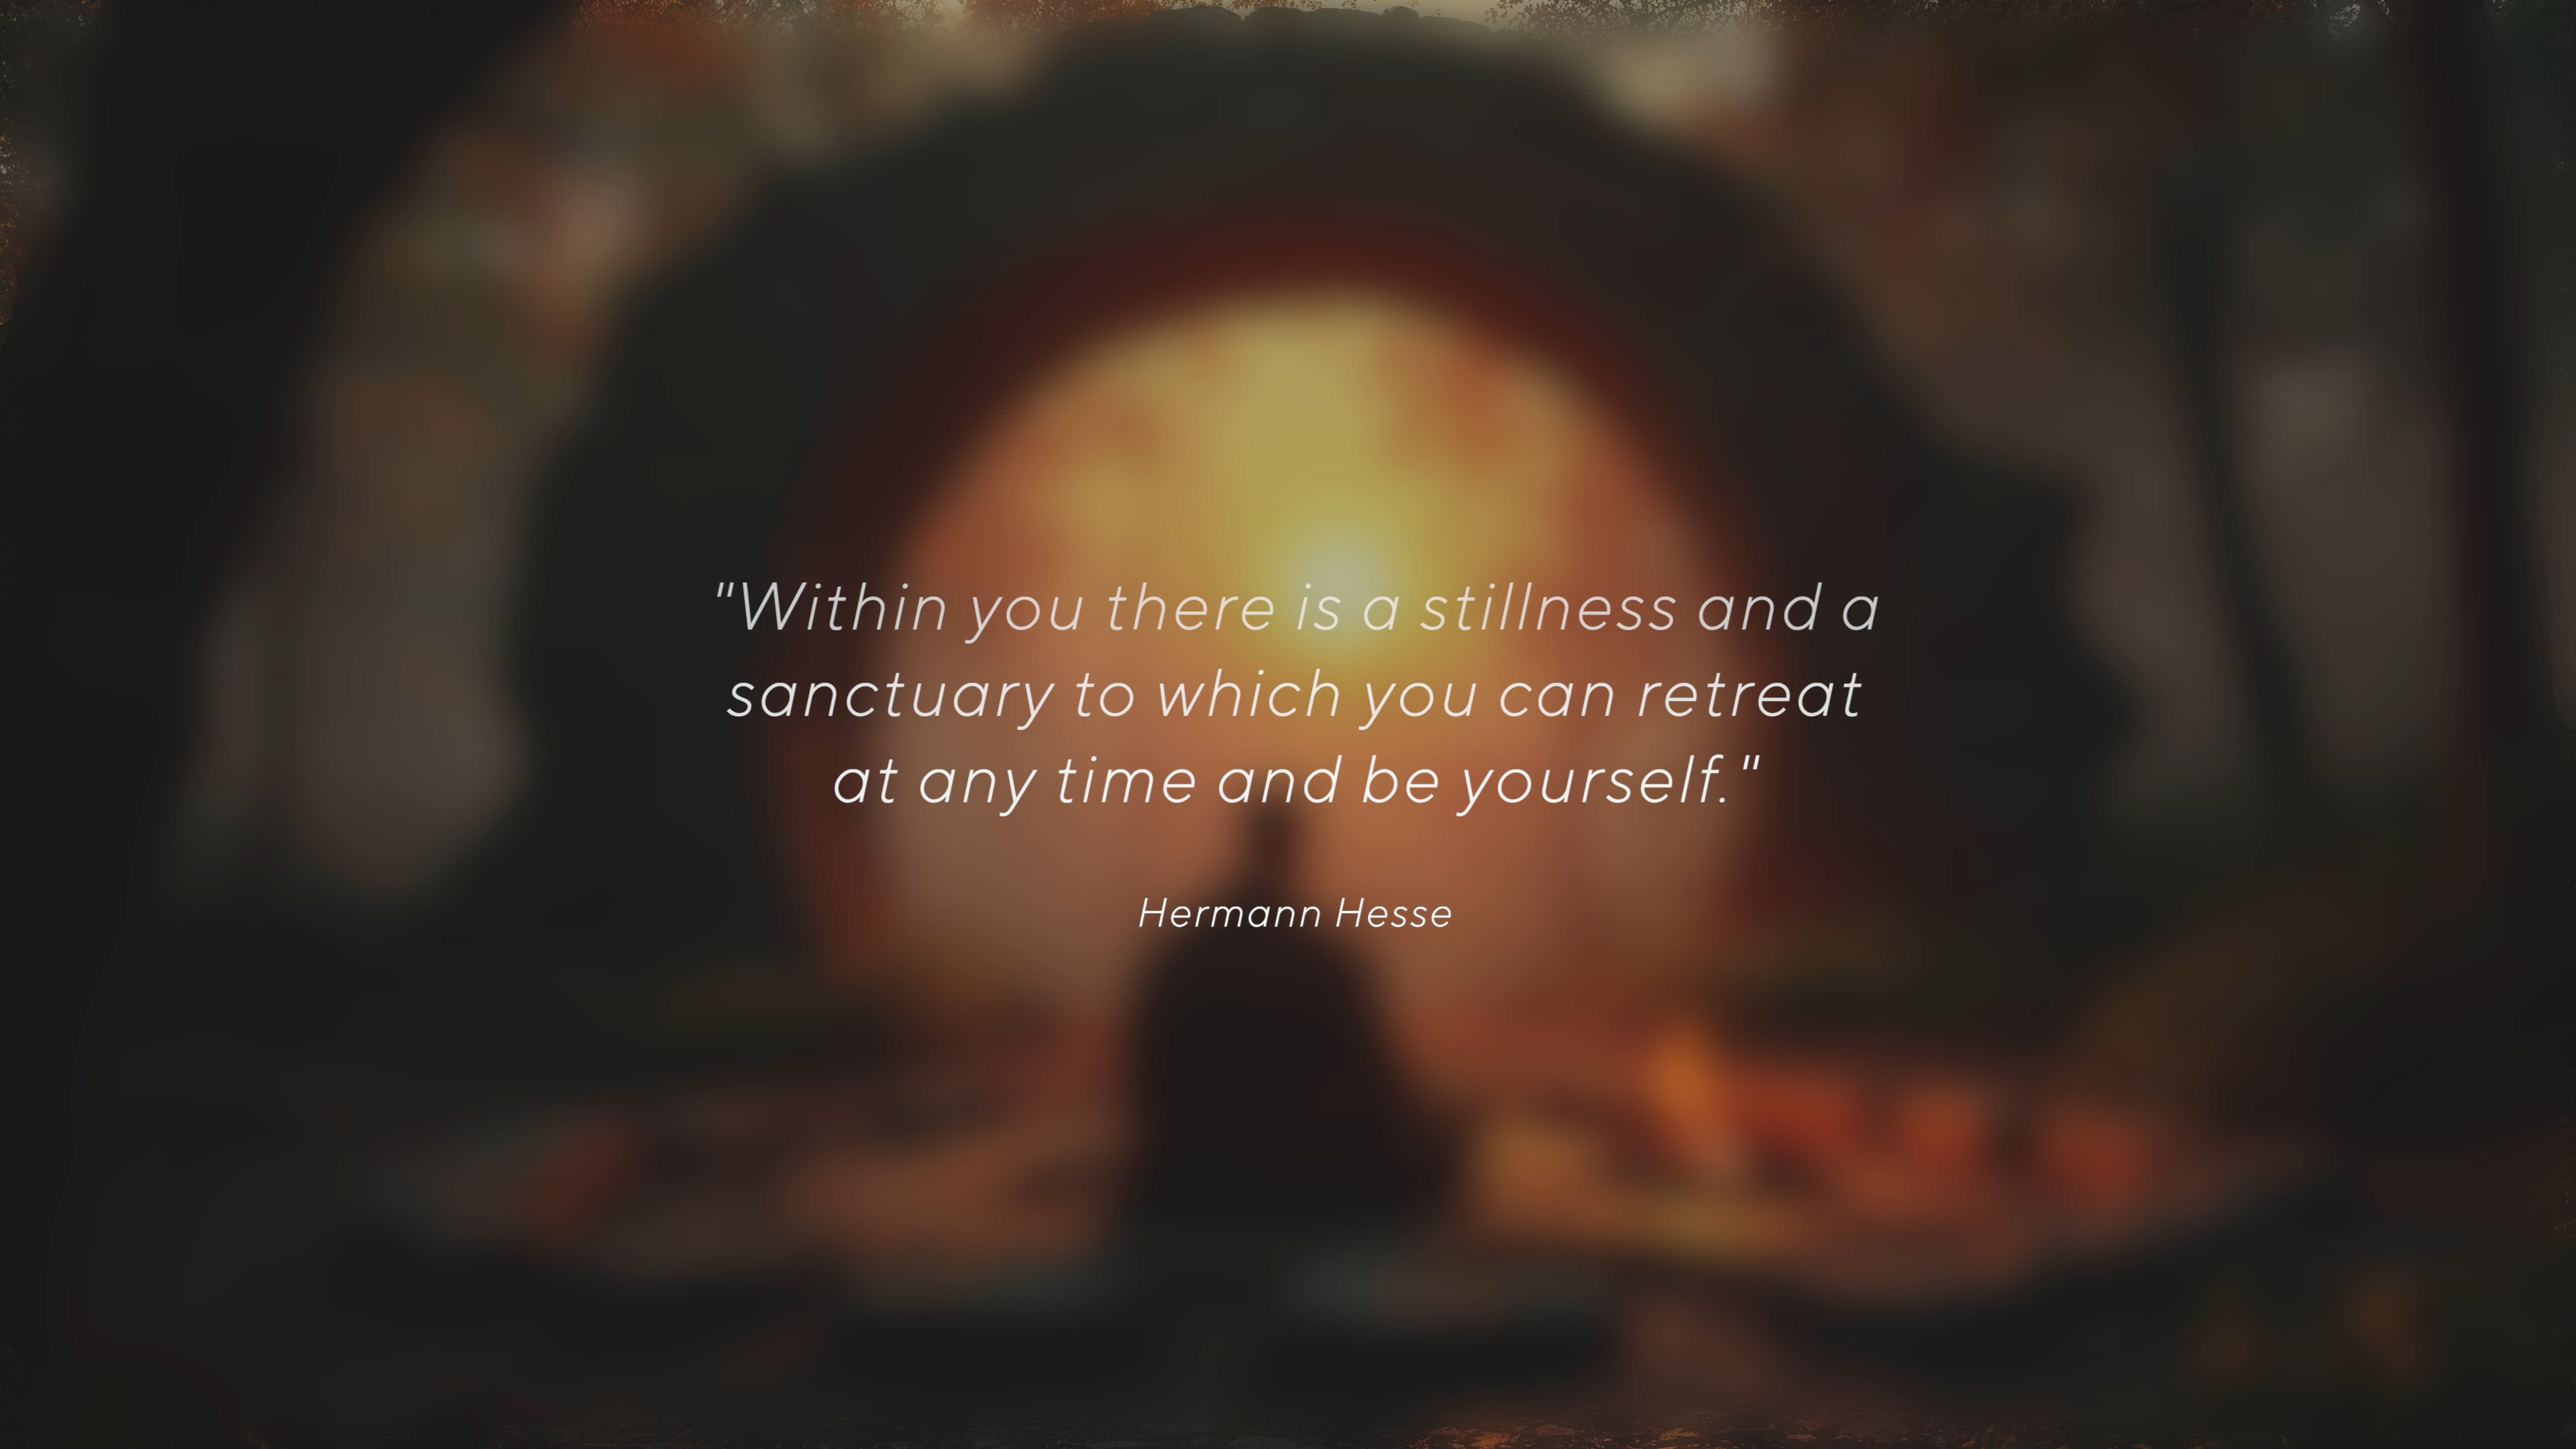 "Within you there is a stillness and a
sanctuary to which you can retreat
at any time and be yourself."
Hermann Hesse